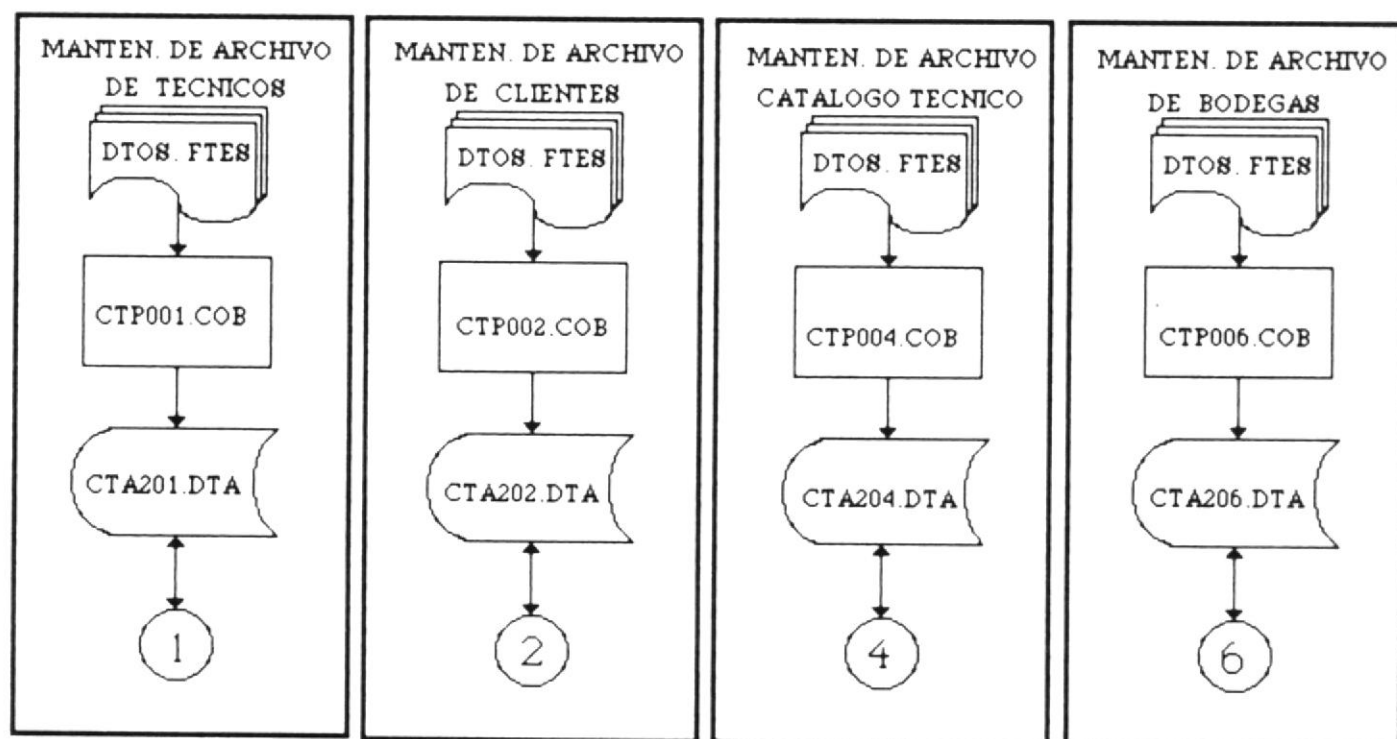 MANTEN. DE ARCHIVO
DE TECNICOS
DTOS. FTES
CTP001.COB
CTA201.DTA
1
MANTEN. DE ARCHIVO
DE CLIENTES
DTOS. FTES
CTP002.COB
CTA202.DTA
2
MANTEN. DE ARCHIVO
CATALOGO TECNICO
DTOS. FTES
CTP004.COB
CTA204.DTA
4
MANTEN. DE ARCHIVO
DE BODEGAS
DTOS. FTES
CTP006.COB
CTA206.DTA
6